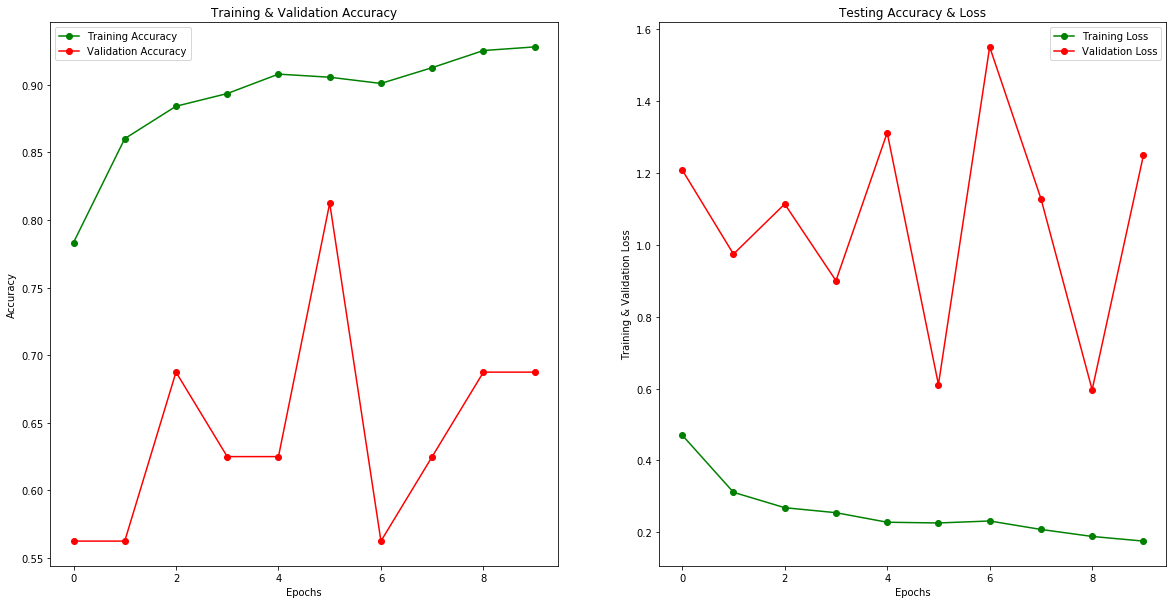 Training & Validation Accuracy
Training Accuracy
Validation Accuracy
0.90
0.85
0.80
0.75
0.70
0.65
0.60
0.55
Accuracy
0
2
4
6
8
Epochs
Testing Accuracy & Loss
Training Loss
Validation Loss
1.6
1.4
1.2
1.0
0.8
0.6
0.4
0.2
Training & Validation Loss
0
2
4
6
8
Epochs